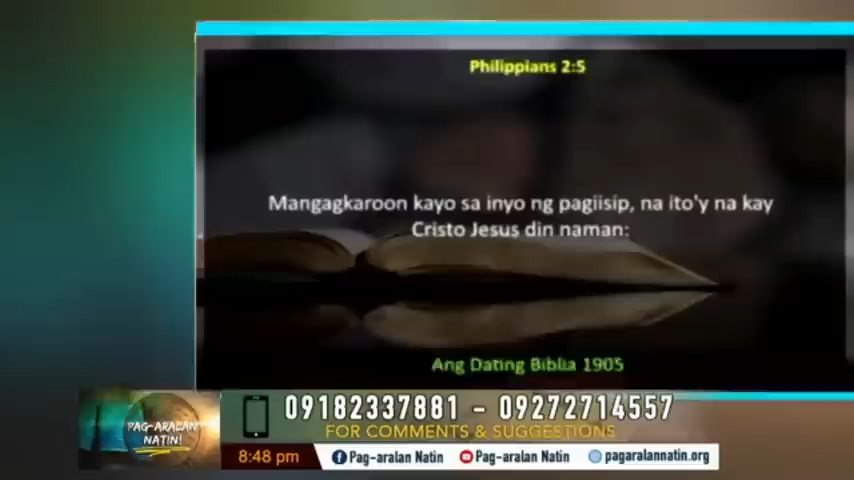 Philippians 2:5
Mangagkaroon kayo sa inyo ng pagiisip, na ito'y na kay
Cristo Jesus din naman:
Ang Dating Biblia 1905
PAG-ARALAN
NATIN!
09182337881 - 09272714557
FOR COMMENTS & SUGGESTIONS
8:48 pm
Pag-aralan Natin
Pag-aralan Natin
pagaralannatin.org